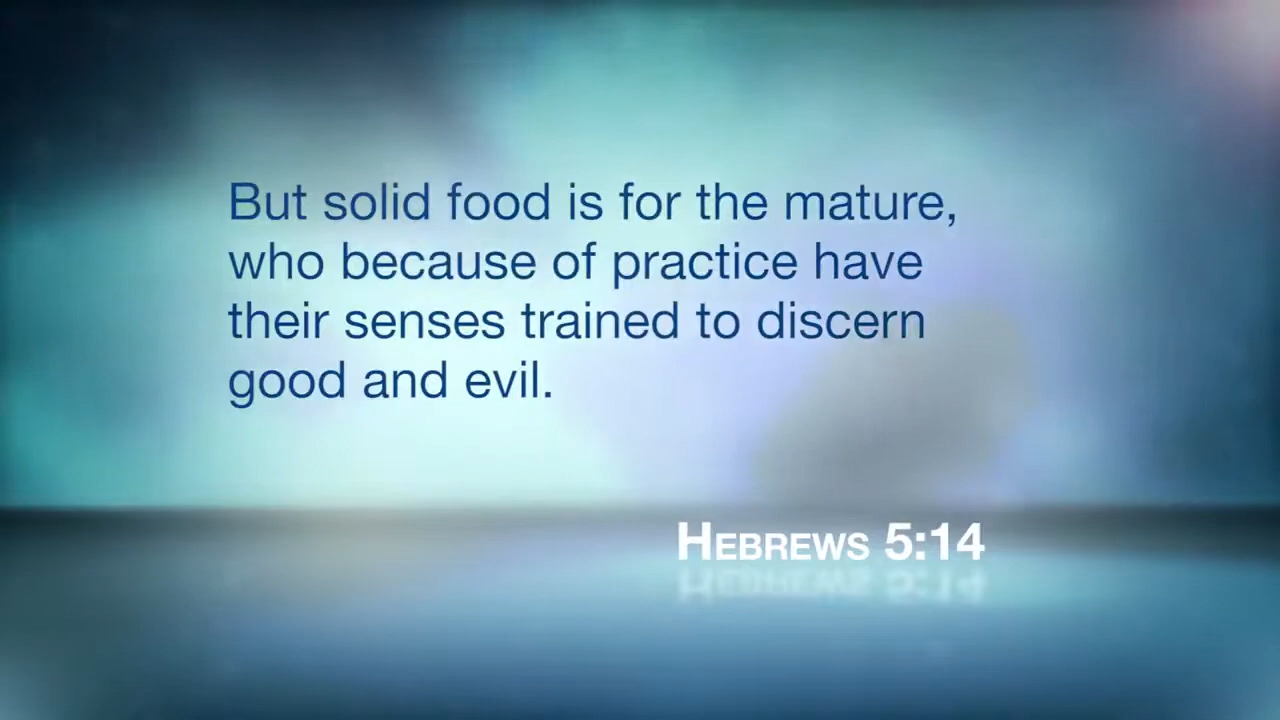 But solid food is for the mature,
who because of practice have
their senses trained to discern
good and evil.
HEBREWS 5:14